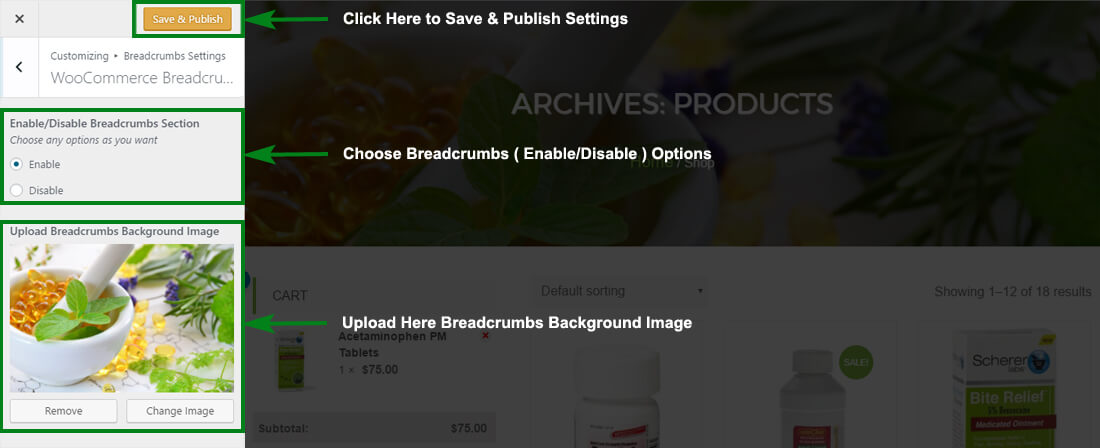 × Save & Publish
Click Here to Save & Publish Settings
Customizing ▸ Breadcrumbs Settings
WooCommerce Breadcru...
ARCHIVES: PRODUCTS
Enable/Disable Breadcrumbs Section
Choose any options as you want
Enable
Disable
Choose Breadcrumbs ( Enable/Disable ) Options
Home / Shop
Upload Breadcrumbs Background Image
Remove
Change Image
Upload Here Breadcrumbs Background Image
CART
Default sorting
Showing 1–12 of 18 results
Acetaminophen PM
Tablets
1 × $75.00
Subtotal: $75.00
SALE!
Scherer
labs
Bite Relief
Medicated Ointment